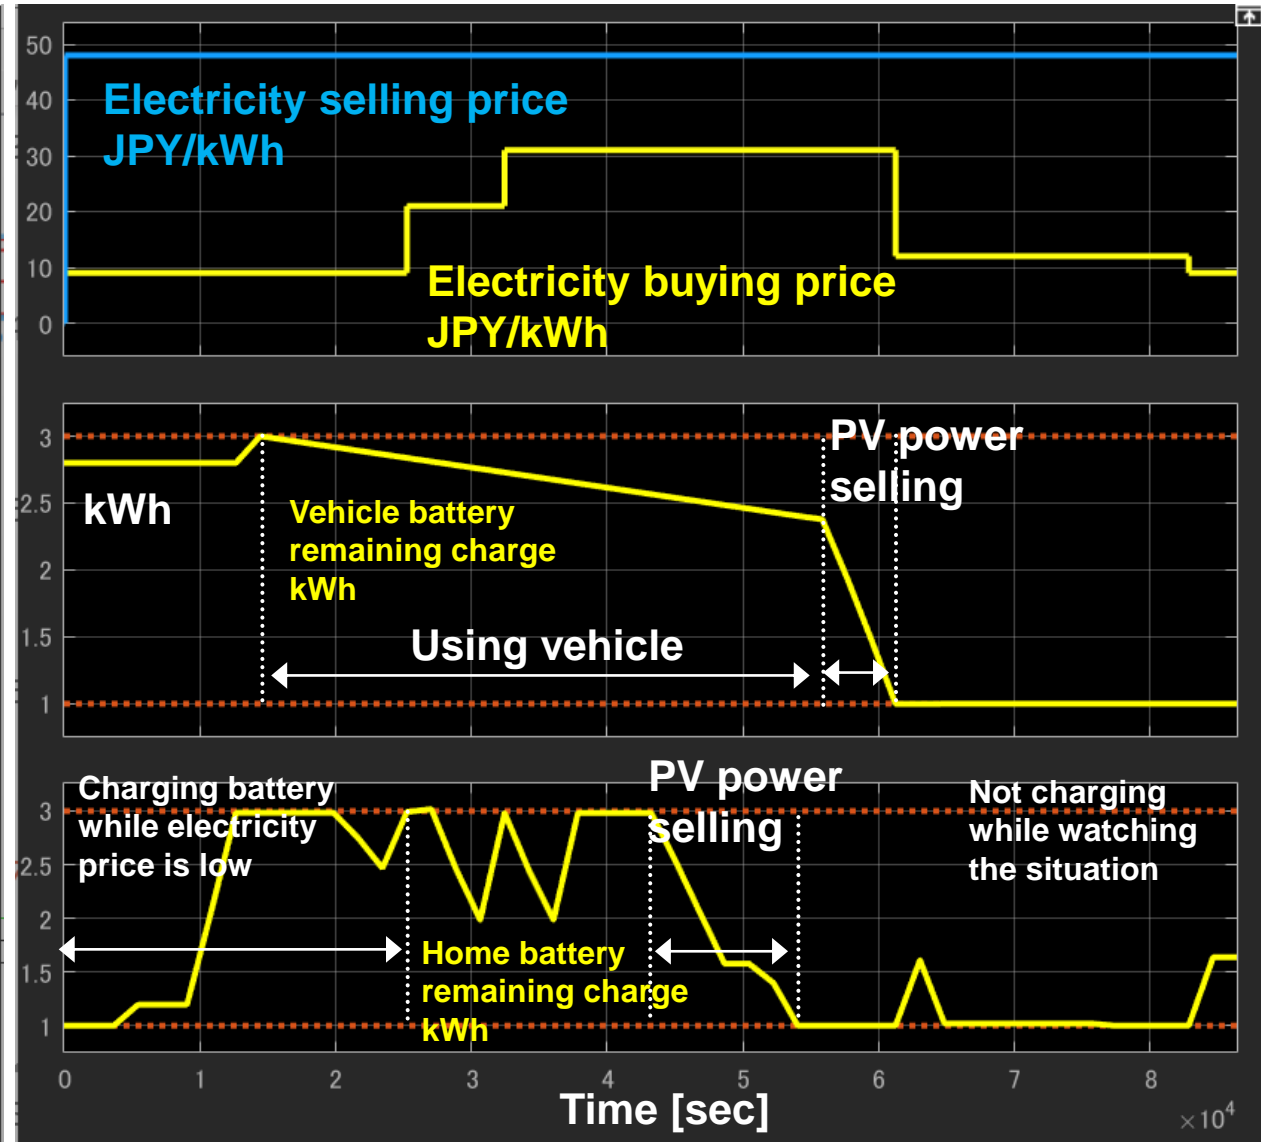 50
40
30
20
10
0
Electricity selling price
JPY/kWh
Electricity buying price
JPY/kWh
3
2.5
2
1.5
1
kWh
Vehicle battery
remaining charge
kWh
Using vehicle
PV power
selling
3
2.5
2
1.5
1
Charging battery
while electricity
price is low
Home battery
remaining charge
kWh
PV power
selling
Not charging
while watching
the situation
0 1 2 3 4 5 6 7 8
×10^4
Time [sec]